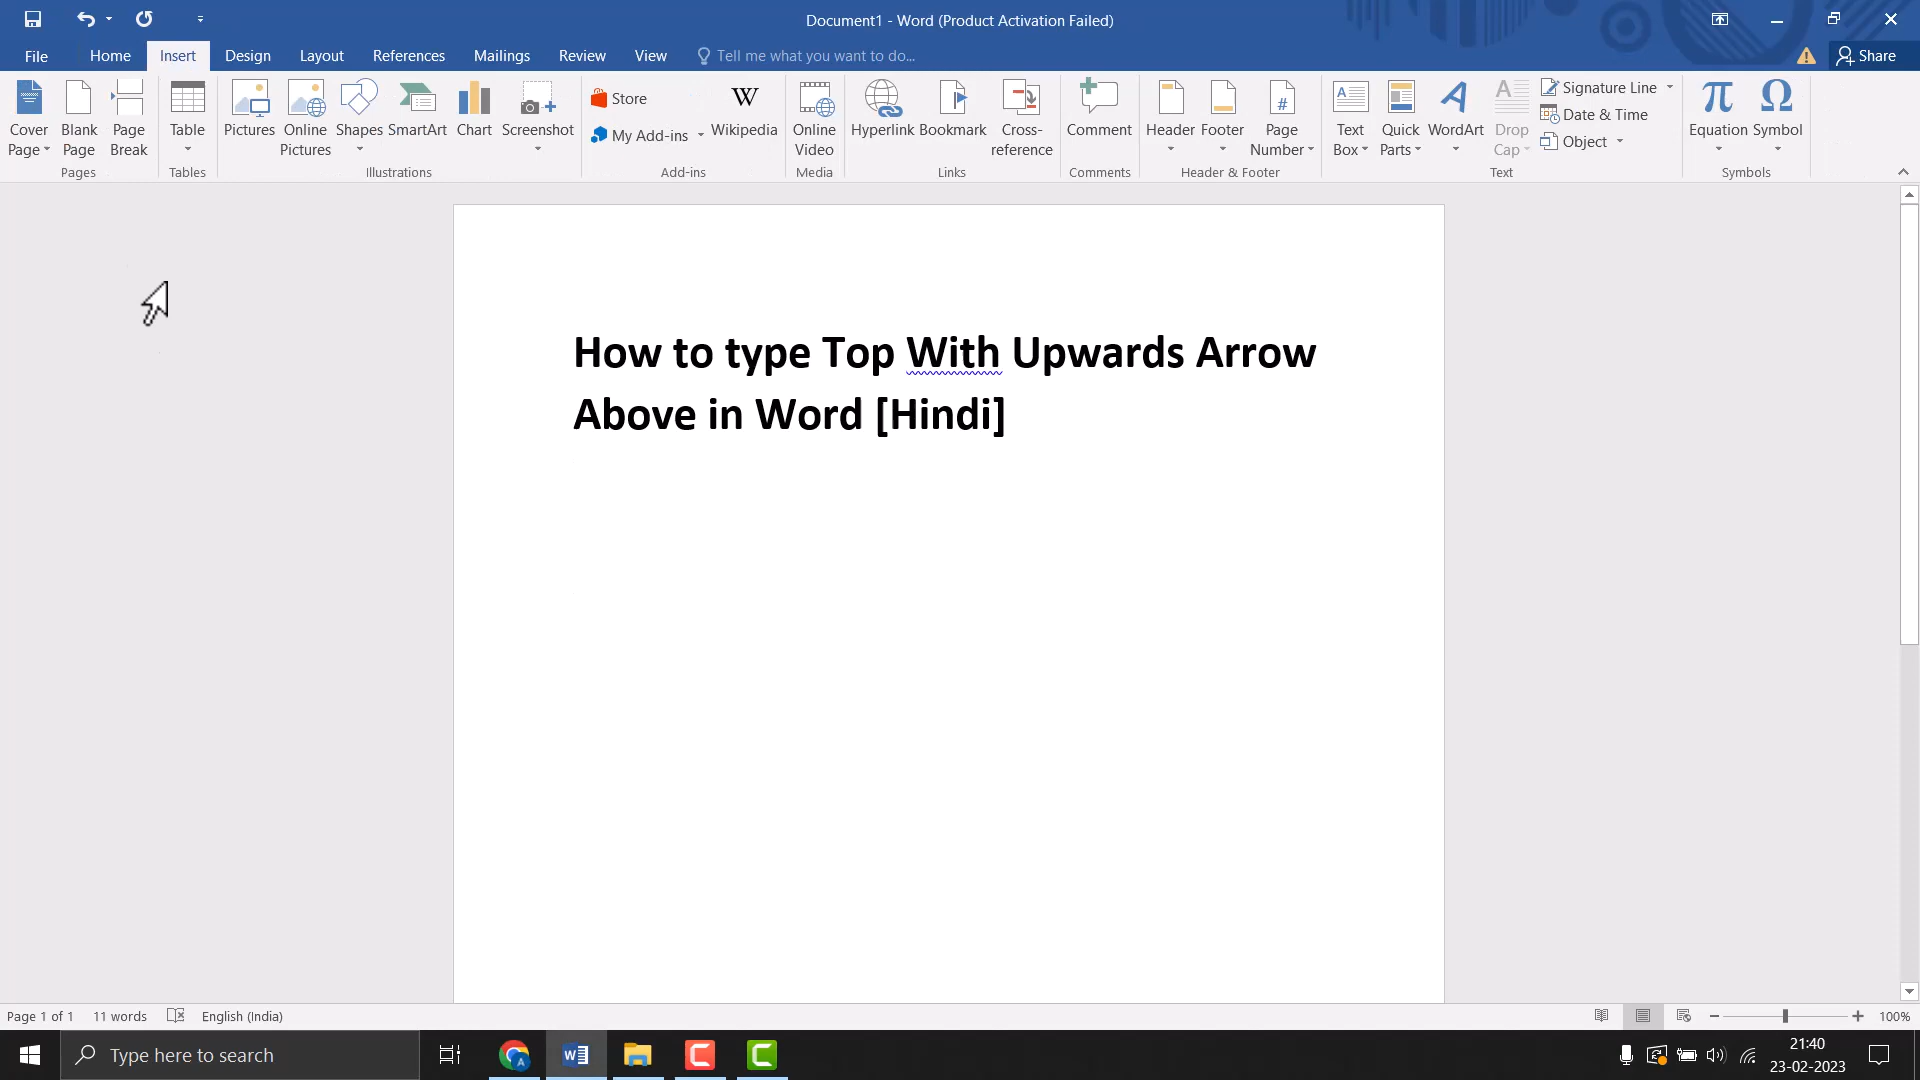 Document1 - Word (Product Activation Failed)
File Home Insert Design Layout References Mailings Review View Tell me what you want to do... Share
Cover Page
Blank Page
Page Break
Pages
Table
Tables
Pictures
Online Pictures
Shapes
SmartArt
Chart
Screenshot
Illustrations
Store
My Add-ins
W
Wikipedia
Add-ins
Online Video
Media
Hyperlink
Bookmark
Cross-reference
Links
Comment
Comments
Header
Footer
Page Number
Header & Footer
Text Box
Quick Parts
WordArt
Drop Cap
Signature Line
Date & Time
Object
Text
π
Equation
Ω
Symbol
Symbols
How to type Top With Upwards Arrow
Above in Word [Hindi]
Page 1 of 1 11 words English (India) 100%
Type here to search
21:40
23-02-2023